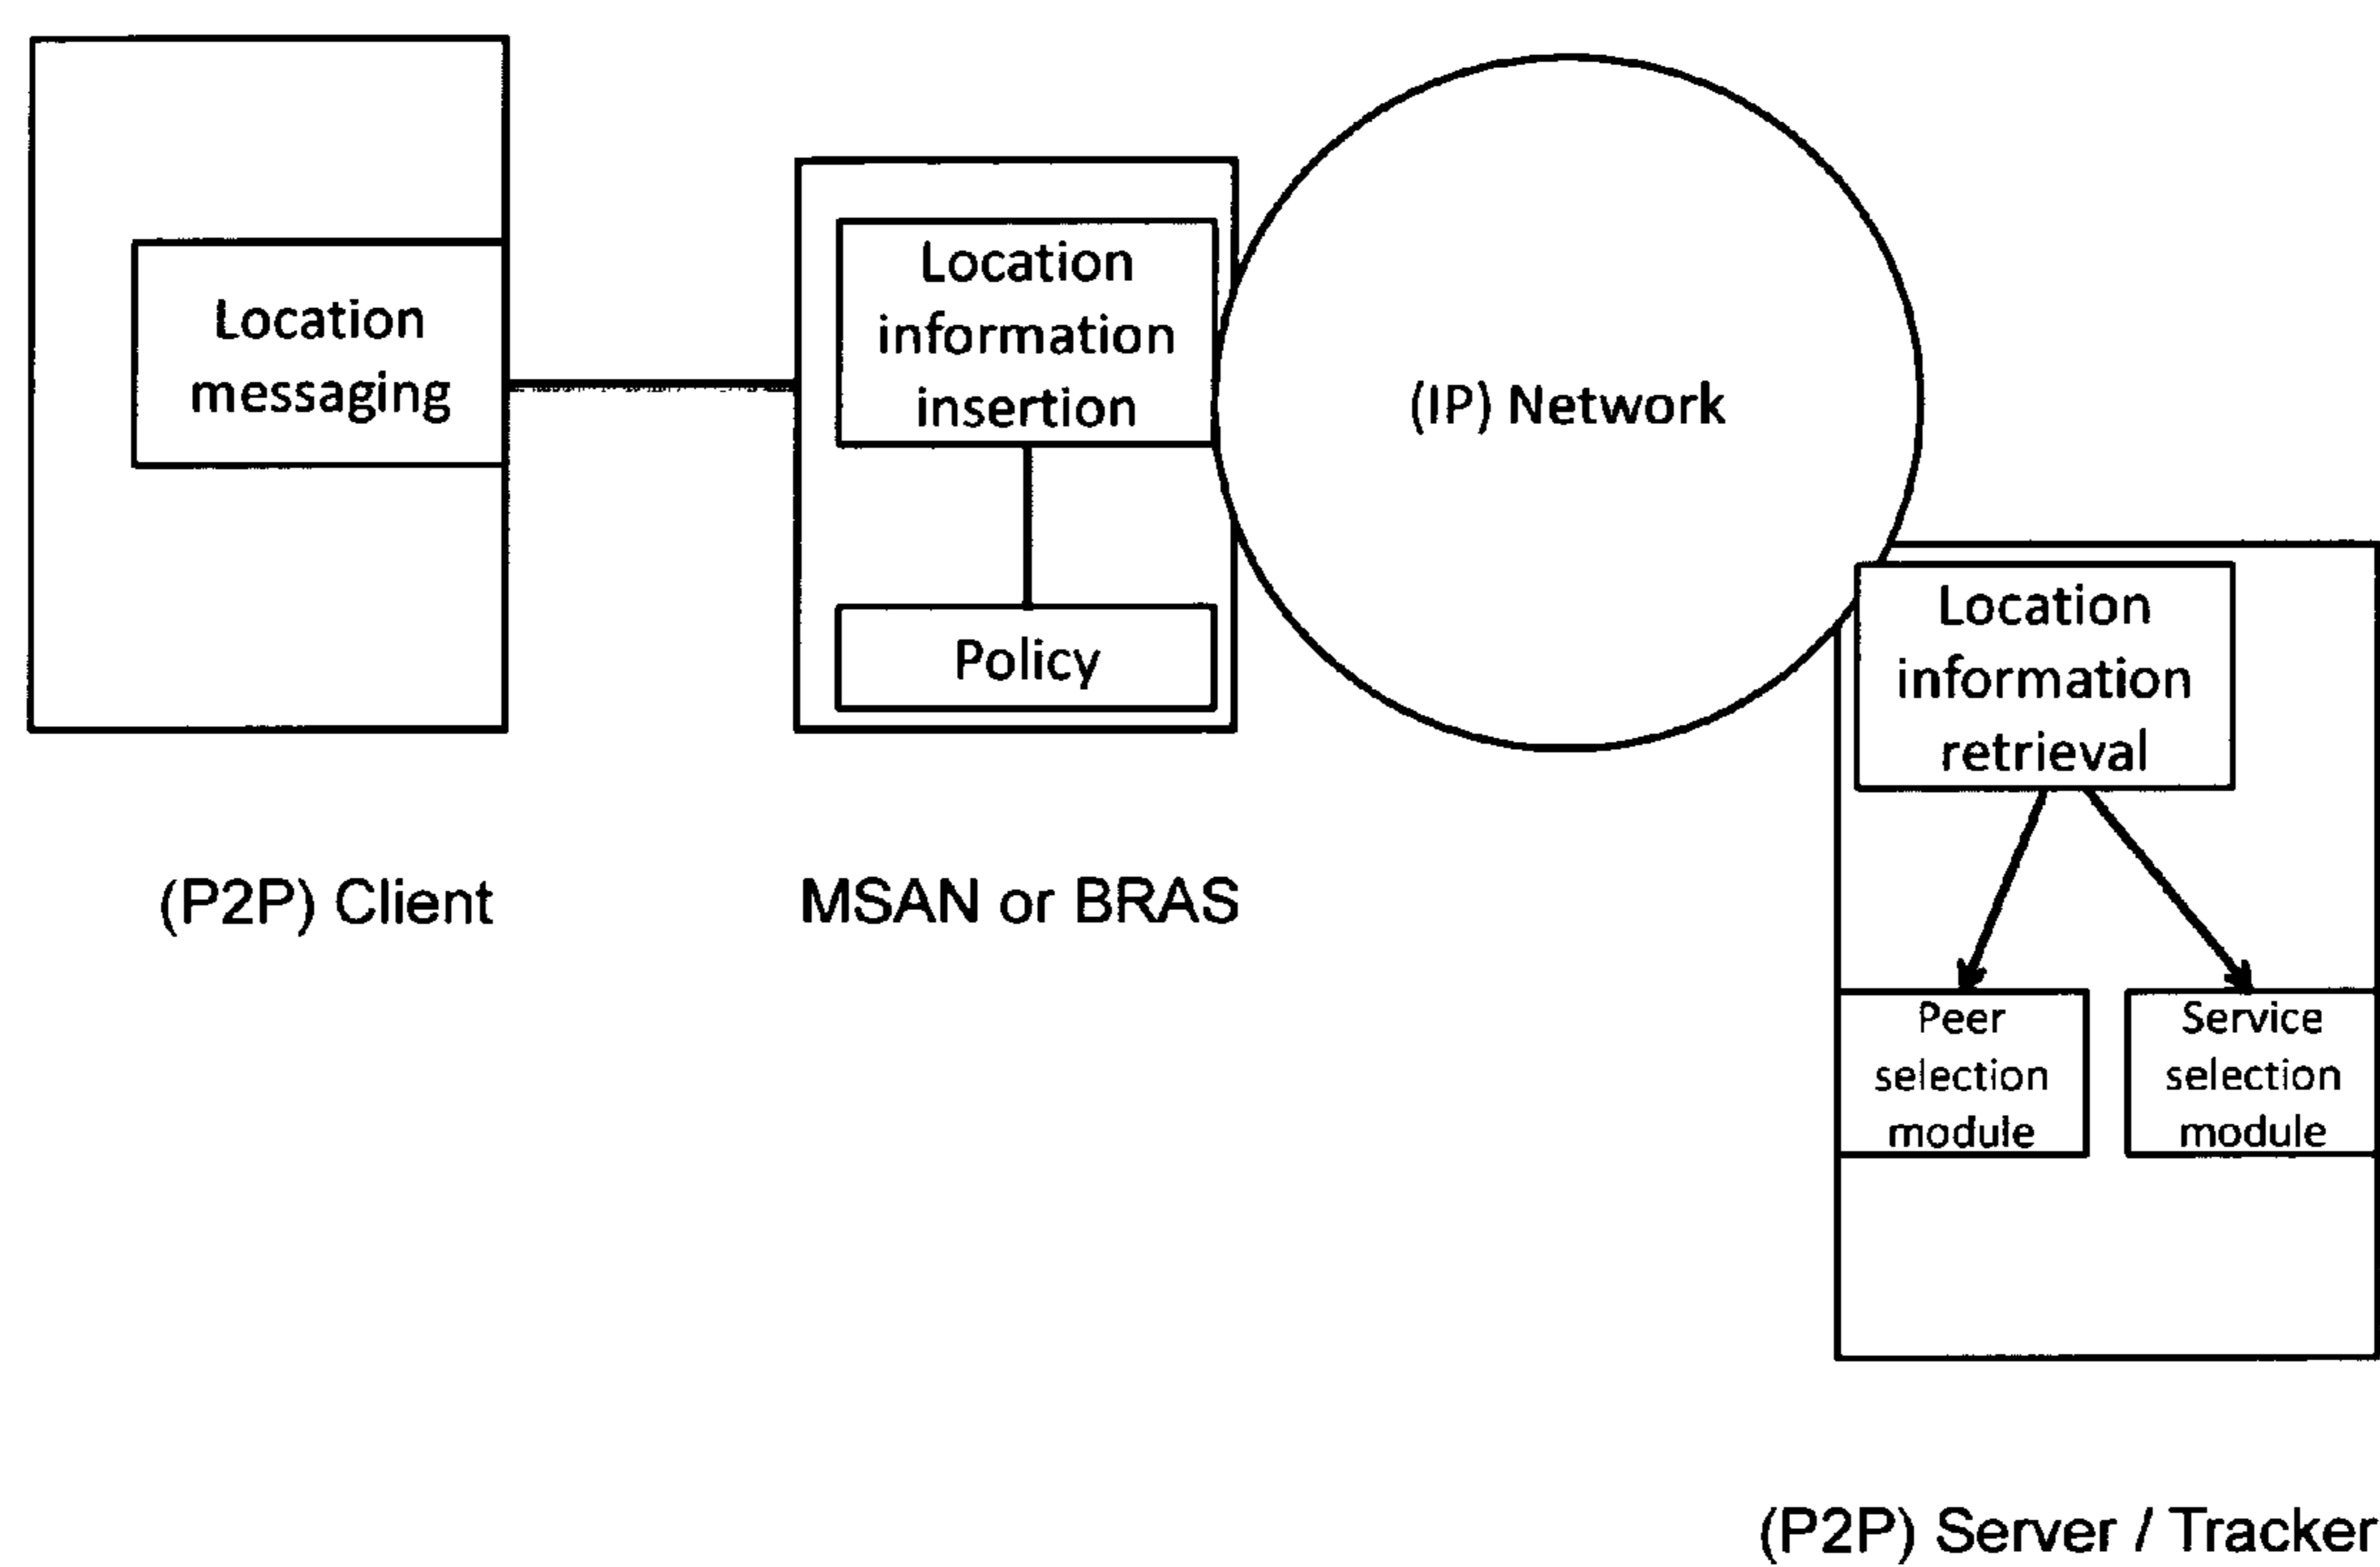 Location
messaging
Location
information
insertion
Policy
(IP) Network
Location
information
retrieval
Peer
selection
module
Service
selection
module
(P2P) Client
MSAN or BRAS
(P2P) Server / Tracker